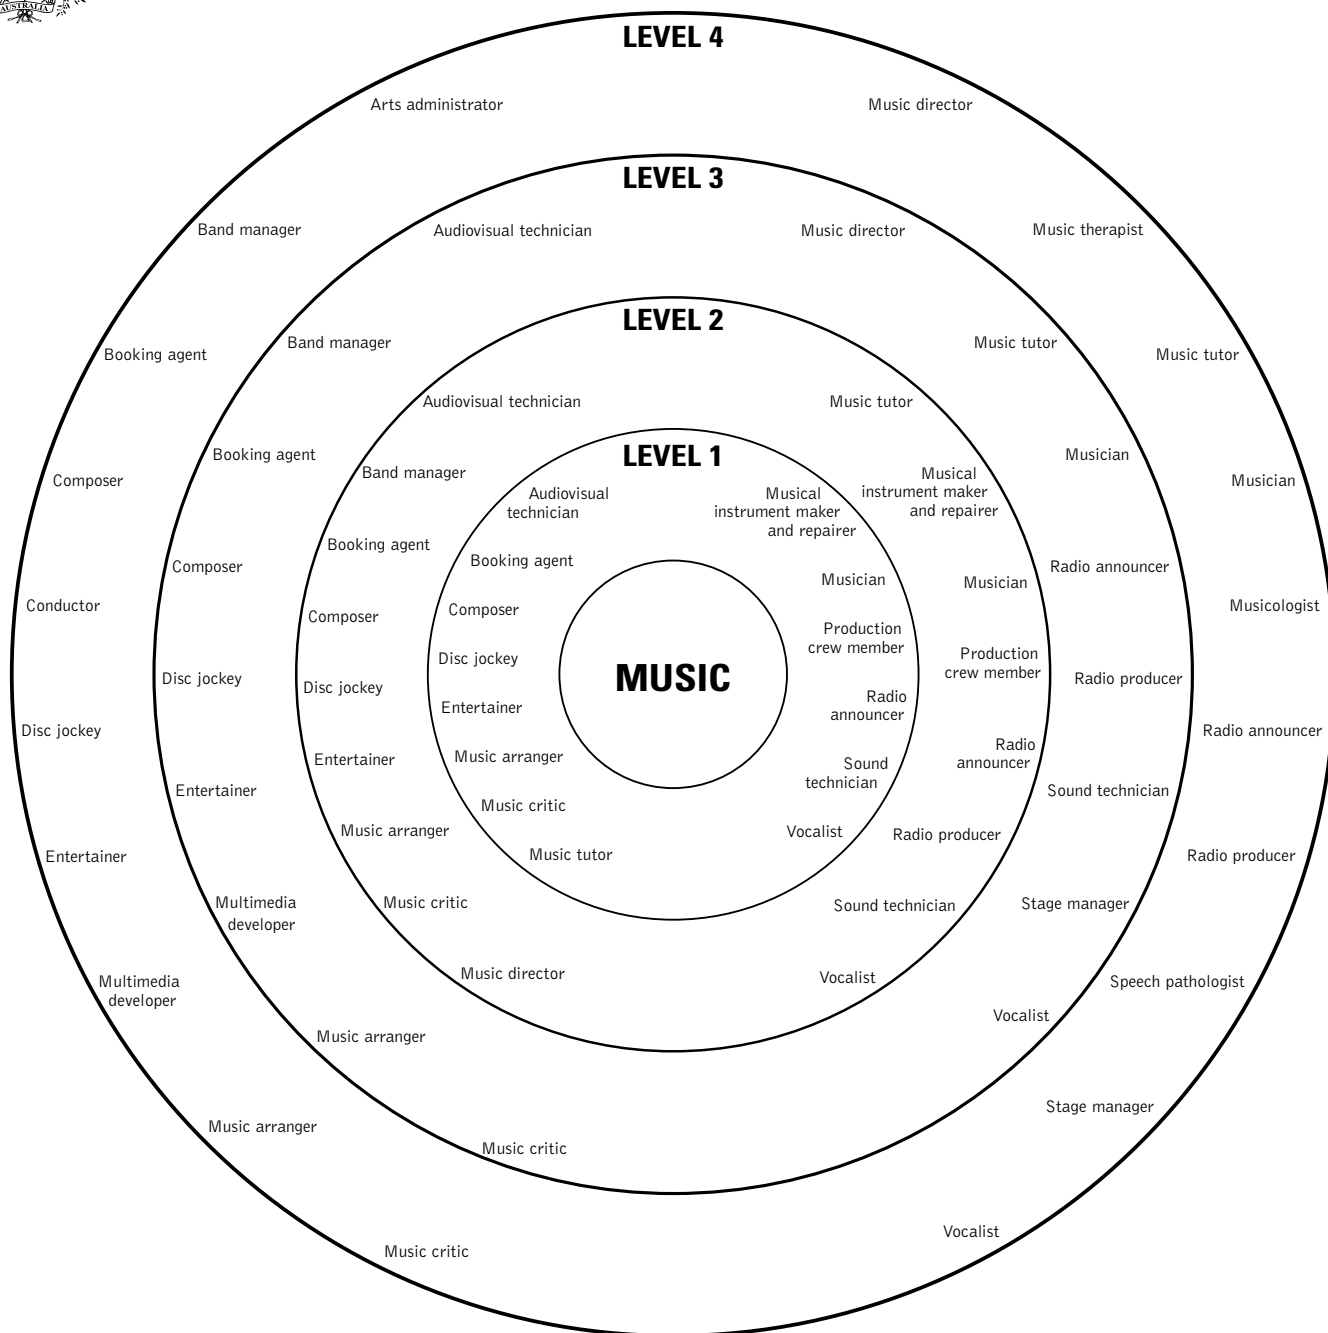 AUSTRALIA
LEVEL 4
Arts administrator
Music director
Band manager
Music therapist
Booking agent
Music tutor
Composer
Musician
Conductor
Musicologist
Disc jockey
Radio announcer
Entertainer
Radio producer
Multimedia
developer
Speech pathologist
Music arranger
Stage manager
Music critic
Vocalist
LEVEL 3
Audiovisual technician
Music director
Band manager
Music tutor
Booking agent
Musician
Composer
Radio announcer
Disc jockey
Radio producer
Entertainer
Sound technician
Multimedia
developer
Stage manager
Music arranger
Vocalist
Music critic
LEVEL 2
Audiovisual technician
Music tutor
Band manager
Musical
instrument maker
and repairer
Booking agent
Musician
Composer
Production
crew member
Disc jockey
Radio
announcer
Entertainer
Radio producer
Music arranger
Sound technician
Music critic
Vocalist
Music director
LEVEL 1
Audiovisual
technician
Musical
instrument maker
and repairer
Booking agent
Musician
Composer
Production
crew member
Disc jockey
Radio
announcer
Entertainer
Sound
technician
Music arranger
Vocalist
Music critic
Music tutor
MUSIC